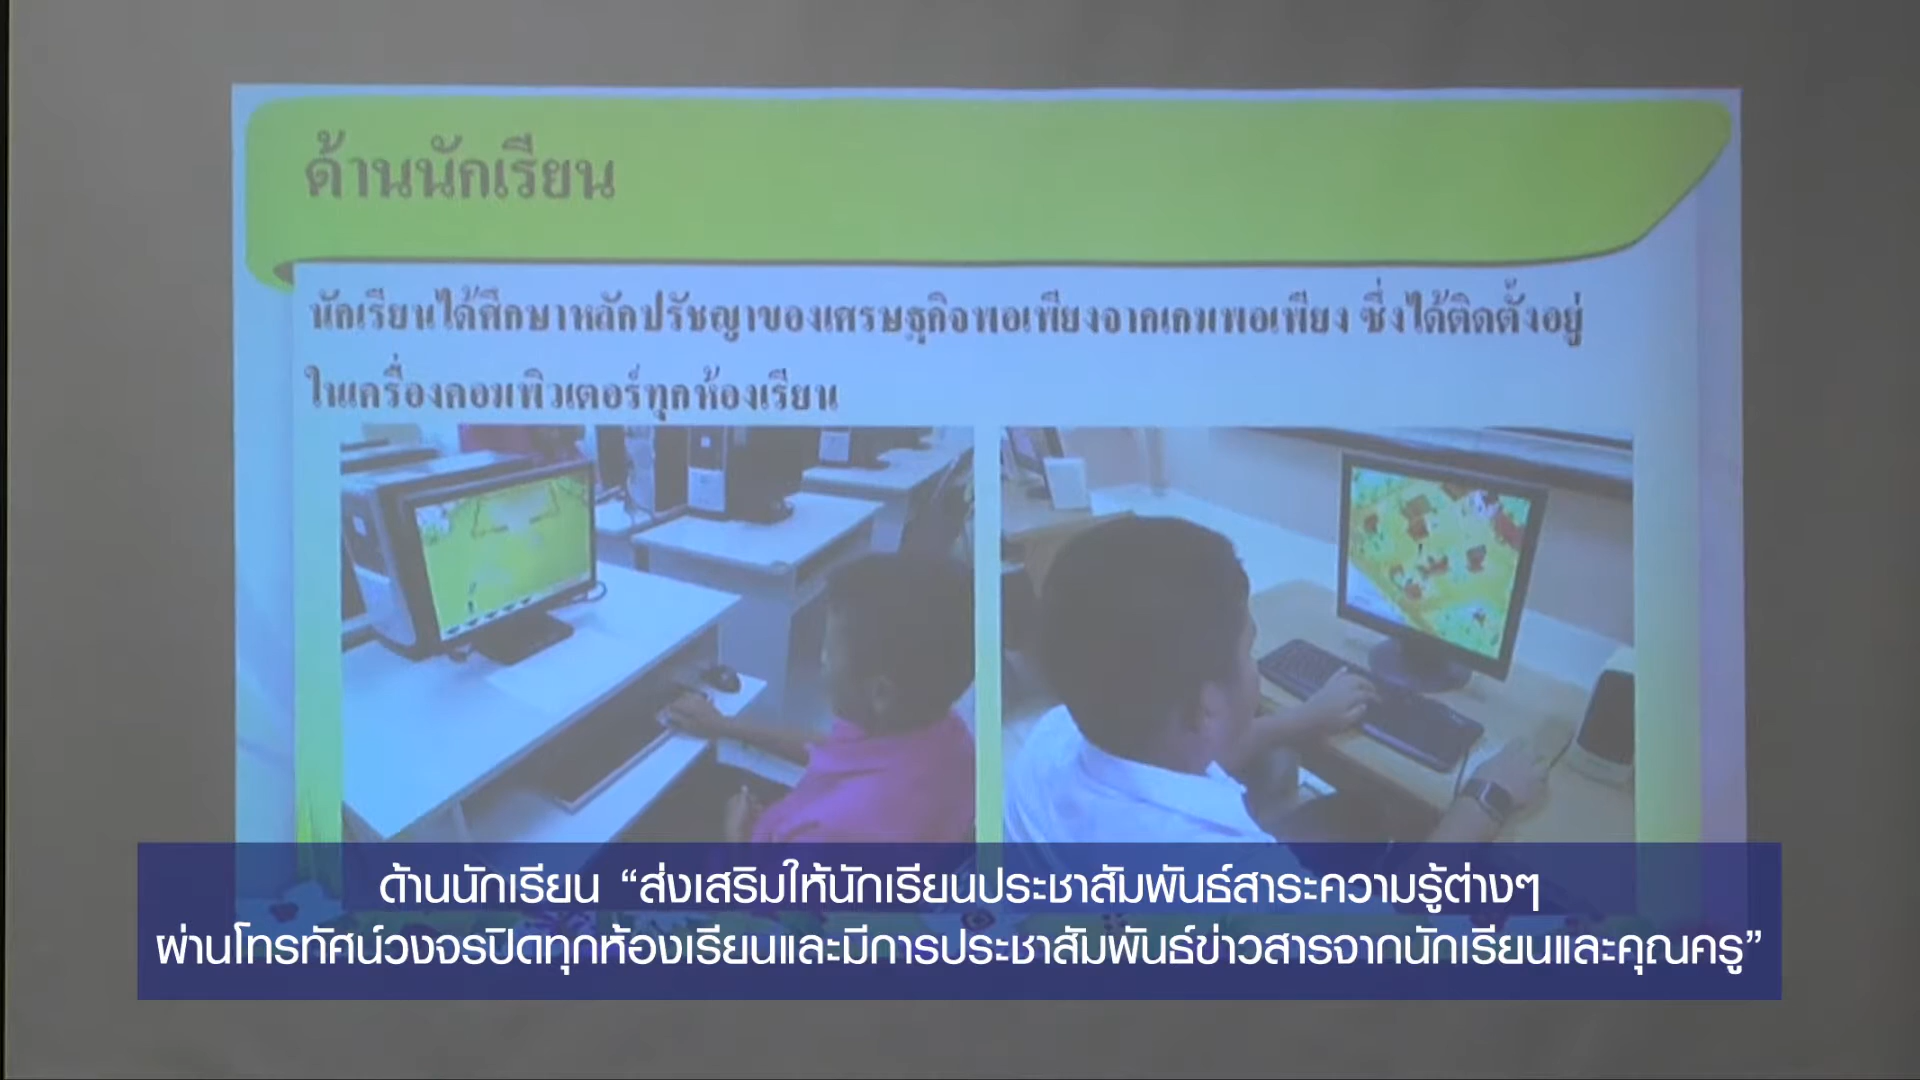 ด้านนักเรียน
นักเรียนได้ศึกษาหลักปรัชญาของเศรษฐกิจพอเพียงจากเกมพอเพียง ซึ่งได้ติดตั้งอยู่
ในเครื่องคอมพิวเตอร์ทุกห้องเรียน
ด้านนักเรียน “ส่งเสริมให้นักเรียนประชาสัมพันธ์สาระความรู้ต่างๆ
ผ่านโทรทัศน์วงจรปิดทุกห้องเรียนและมีการประชาสัมพันธ์ข่าวสารจากนักเรียนและคุณครู”